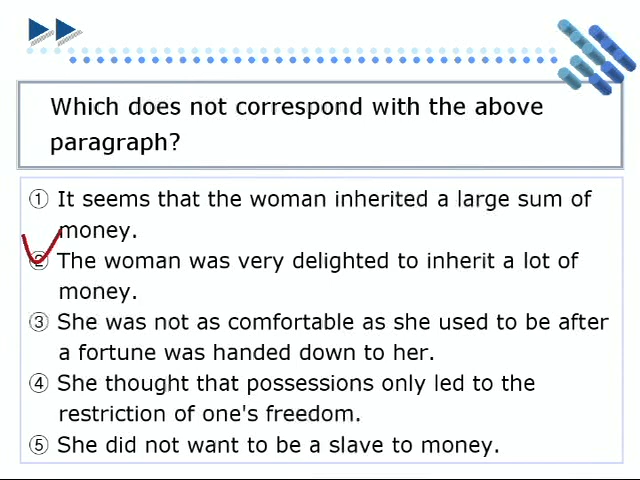 Which does not correspond with the above
paragraph?
① It seems that the woman inherited a large sum of
money.
② The woman was very delighted to inherit a lot of
money.
③ She was not as comfortable as she used to be after
a fortune was handed down to her.
④ She thought that possessions only led to the
restriction of one's freedom.
⑤ She did not want to be a slave to money.